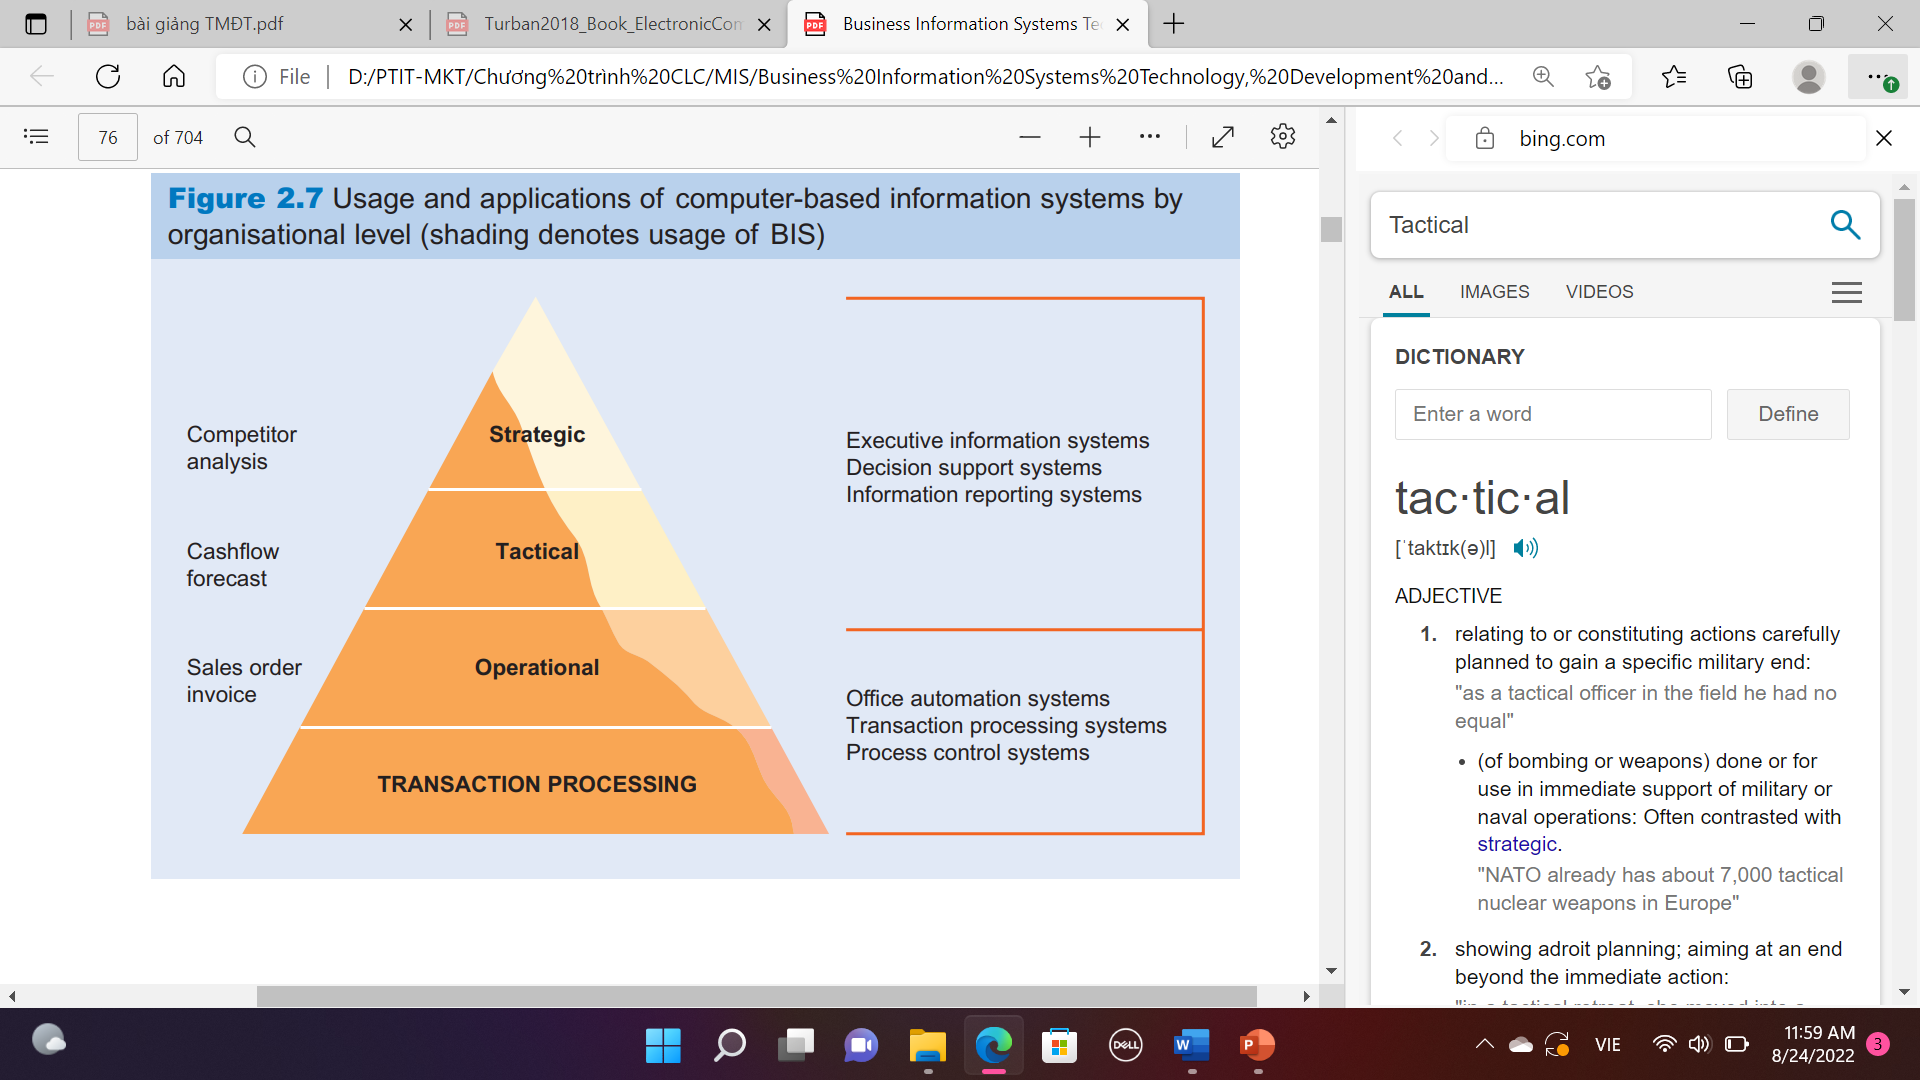 bài giảng TMĐT.pdf
Turban2018_Book_ElectronicCom
Business Information Systems Te
File
D:/PTIT-MKT/Chương%20trình%20CLC/MIS/Business%20Information%20Systems%20Technology,%20Development%20and...
76 of 704
bing.com
Figure 2.7 Usage and applications of computer-based information systems by
organisational level (shading denotes usage of BIS)
Competitor
analysis
Strategic
Executive information systems
Decision support systems
Information reporting systems
Cashflow
forecast
Tactical
Sales order
invoice
Operational
Office automation systems
Transaction processing systems
Process control systems
TRANSACTION PROCESSING
Tactical
ALL IMAGES VIDEOS
DICTIONARY
Enter a word
Define
tac·tic·al
[ˈtaktɪk(ə)l]
ADJECTIVE
1. relating to or constituting actions carefully
planned to gain a specific military end:
"as a tactical officer in the field he had no
equal"
• (of bombing or weapons) done or for
use in immediate support of military or
naval operations: Often contrasted with
strategic.
"NATO already has about 7,000 tactical
nuclear weapons in Europe"
2. showing adroit planning; aiming at an end
beyond the immediate action:
DELL
W
P
VIE
11:59 AM
8/24/2022
3